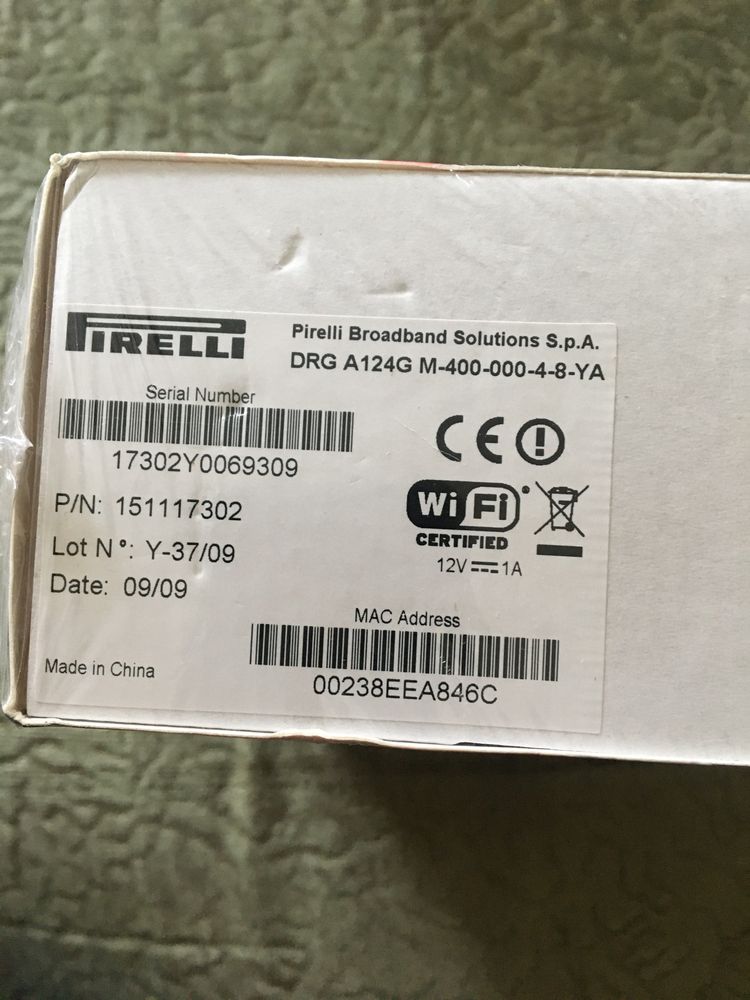 PIRELLI
Pirelli Broadband Solutions S.p.A.
DRG A124G M-400-000-4-8-YA
Serial Number
17302Y0069309
P/N: 151117302
Lot N°: Y-37/09
Date: 09/09
CE
Wi Fi
CERTIFIED
12V 1A
MAC Address
00238EEA846C
Made in China